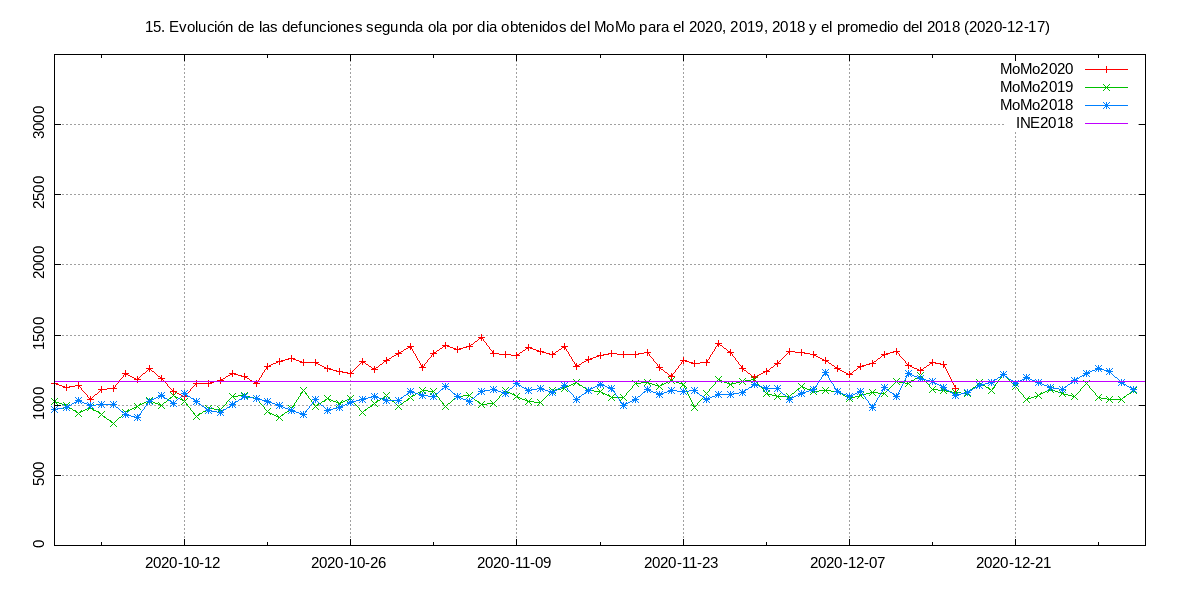 15. Evolución de las defunciones segunda ola por dia obtenidos del MoMo para el 2020, 2019, 2018 y el promedio del 2018 (2020-12-17)
MoMo2020
MoMo2019
MoMo2018
INE2018
3000
2500
2000
1500
1000
500
0
2020-10-12
2020-10-26
2020-11-09
2020-11-23
2020-12-07
2020-12-21